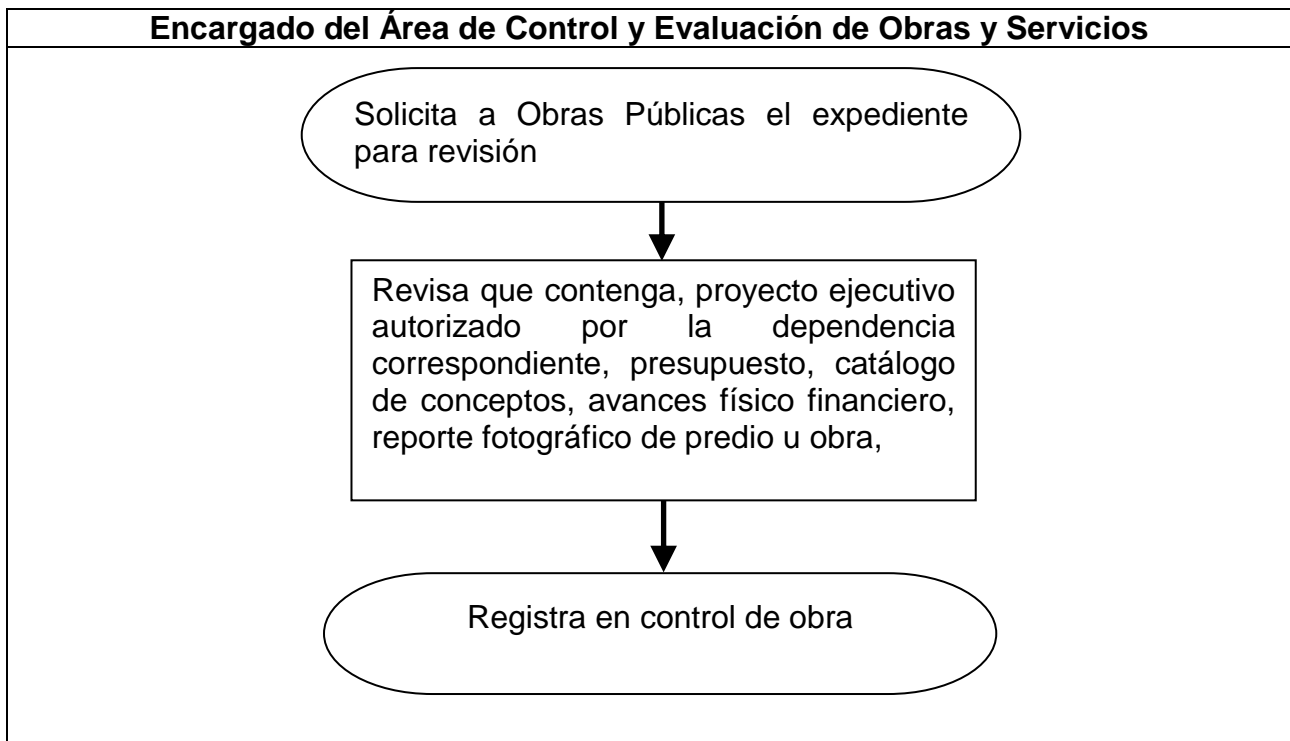 Encargado del Área de Control y Evaluación de Obras y Servicios
Solicita a Obras Públicas el expediente
para revisión
Revisa que contenga, proyecto ejecutivo
autorizado por la dependencia
correspondiente, presupuesto, catálogo
de conceptos, avances físico financiero,
reporte fotográfico de predio u obra,
Registra en control de obra